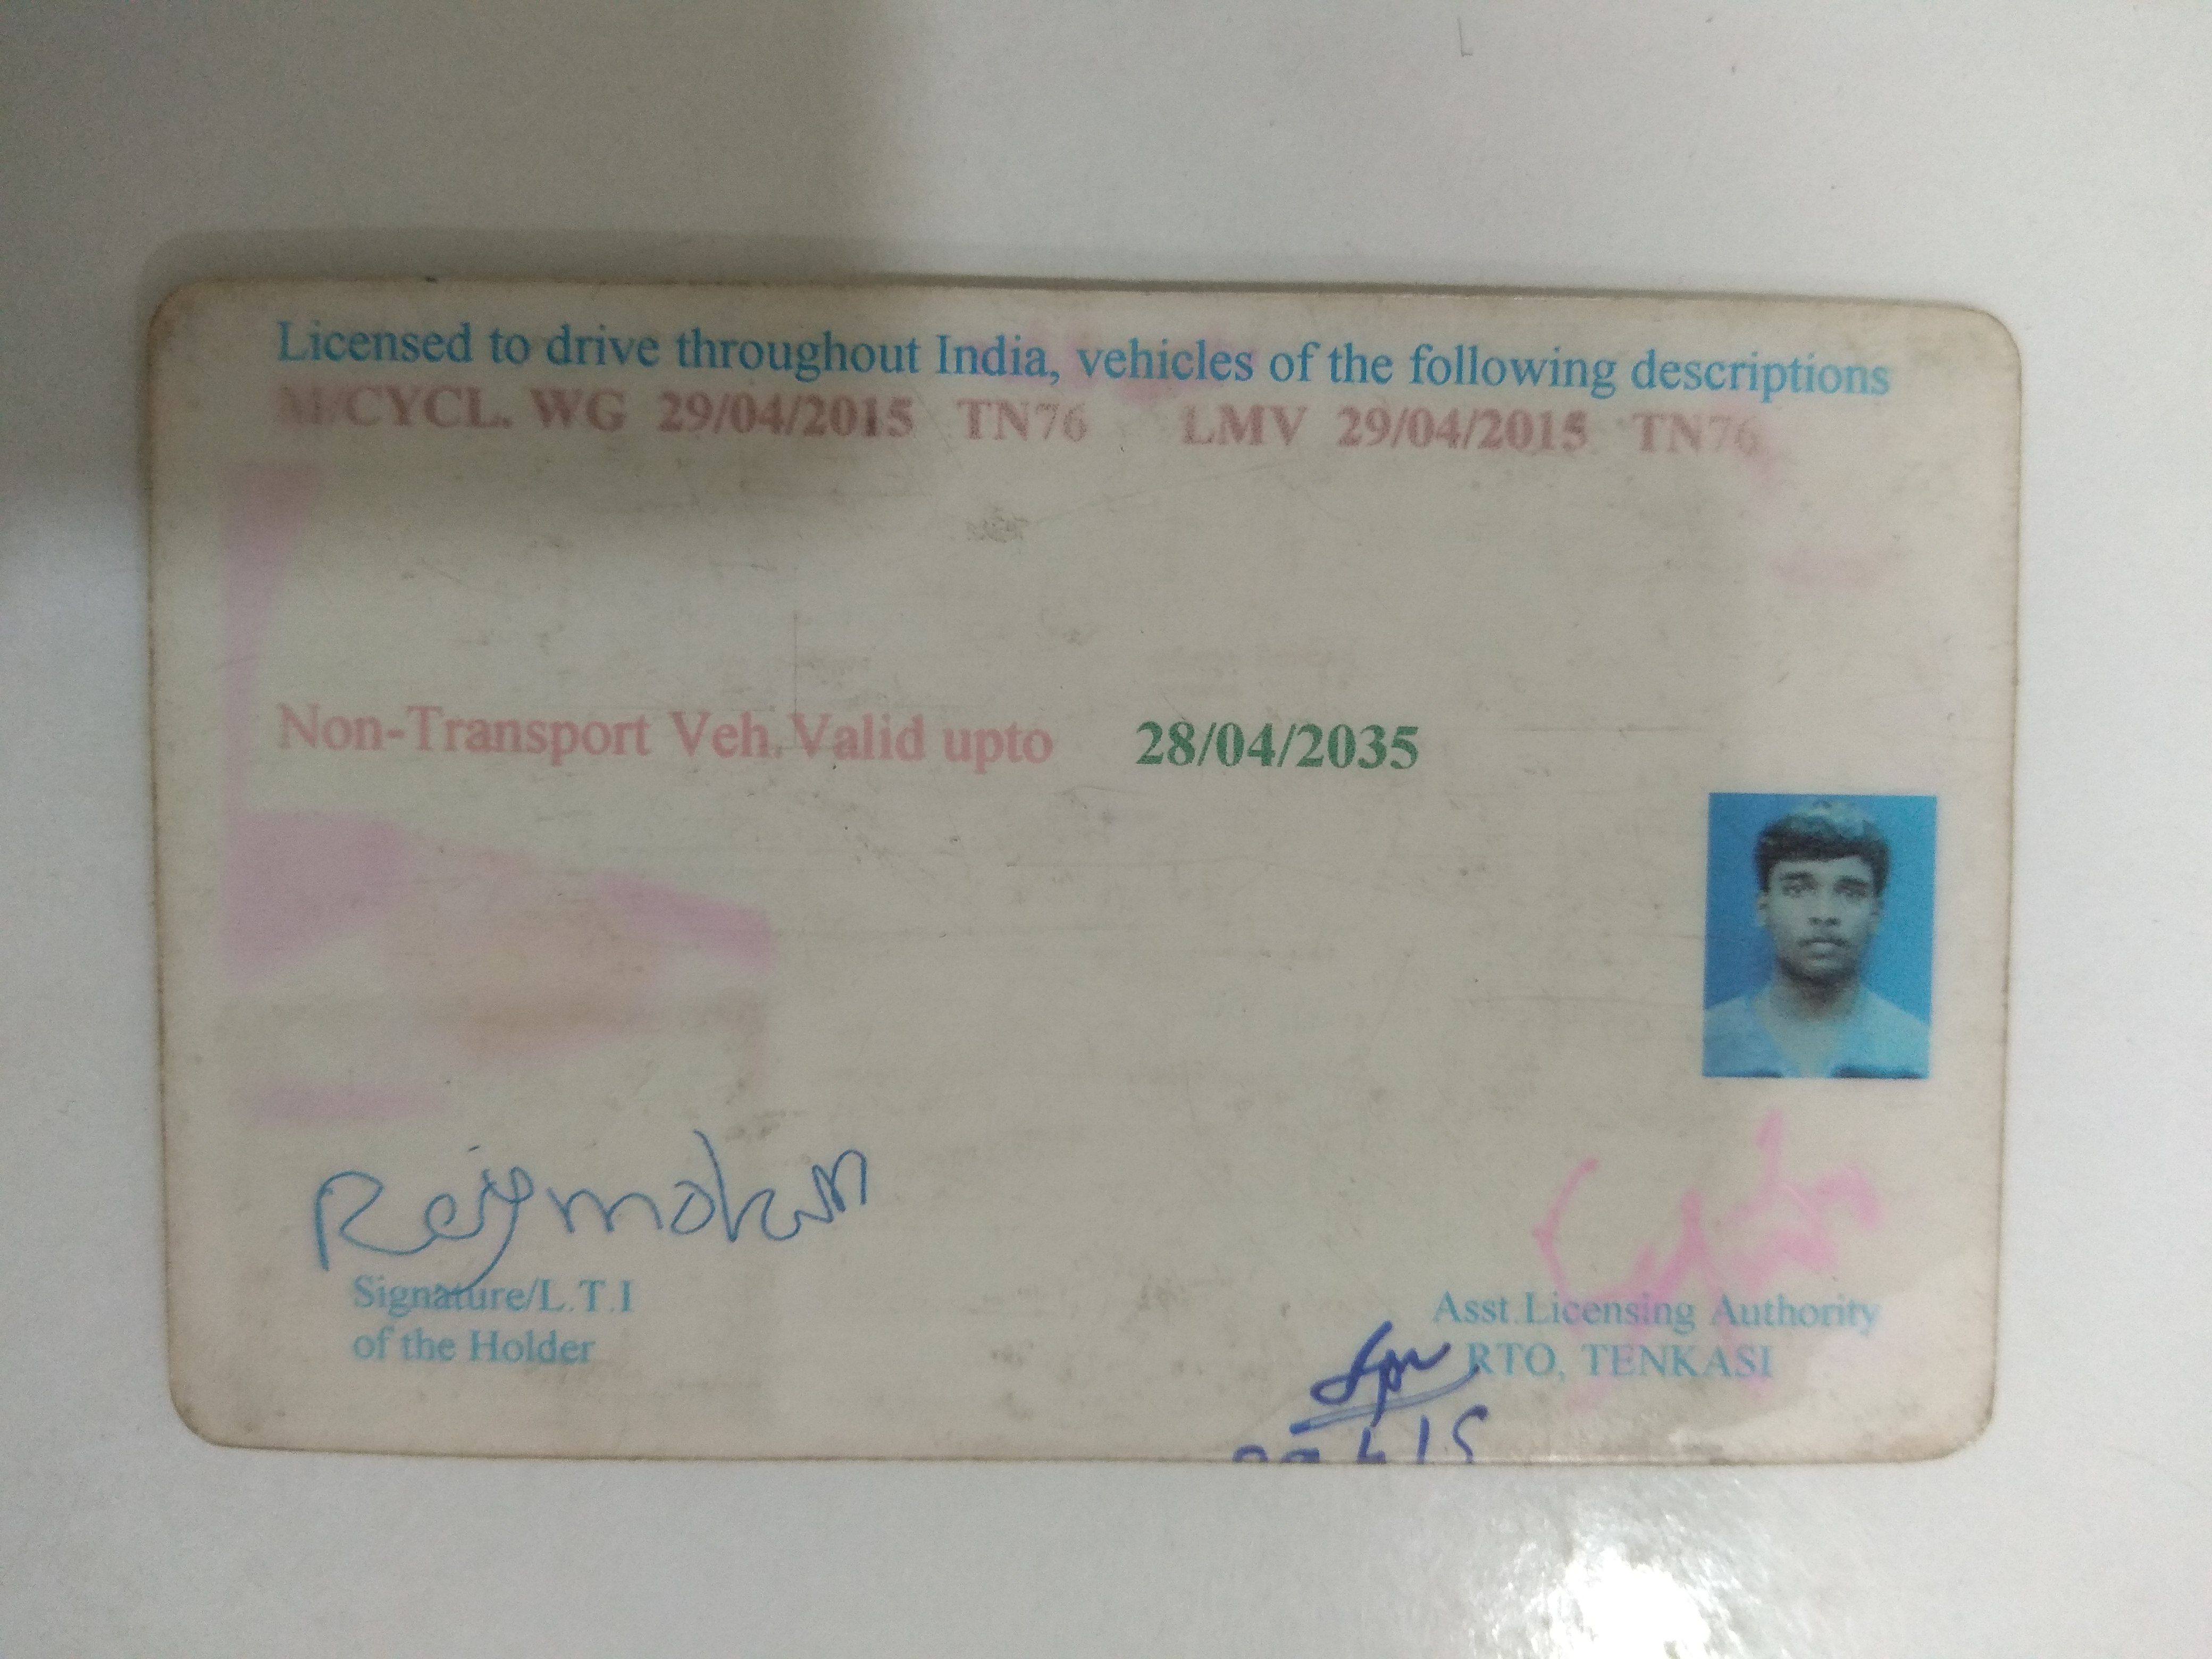 Licensed to drive throughout India, vehicles of the following descriptions
M/CYCL. WG 29/04/2015 TN76 LMV 29/04/2015 TN76
Non-Transport Veh.Valid upto 28/04/2035
Rajmohan
Signature/L.T.I
of the Holder
Asst.Licensing Authority
RTO, TENKASI